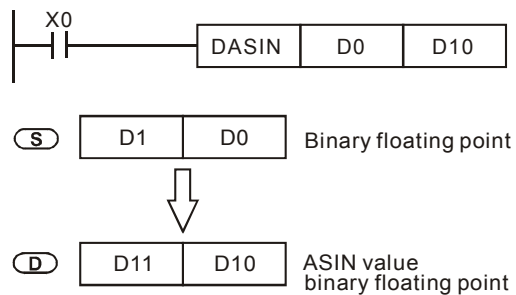 X0
DASIN D0 D10
S D1 D0 Binary floating point
D D11 D10 ASIN value
binary floating point